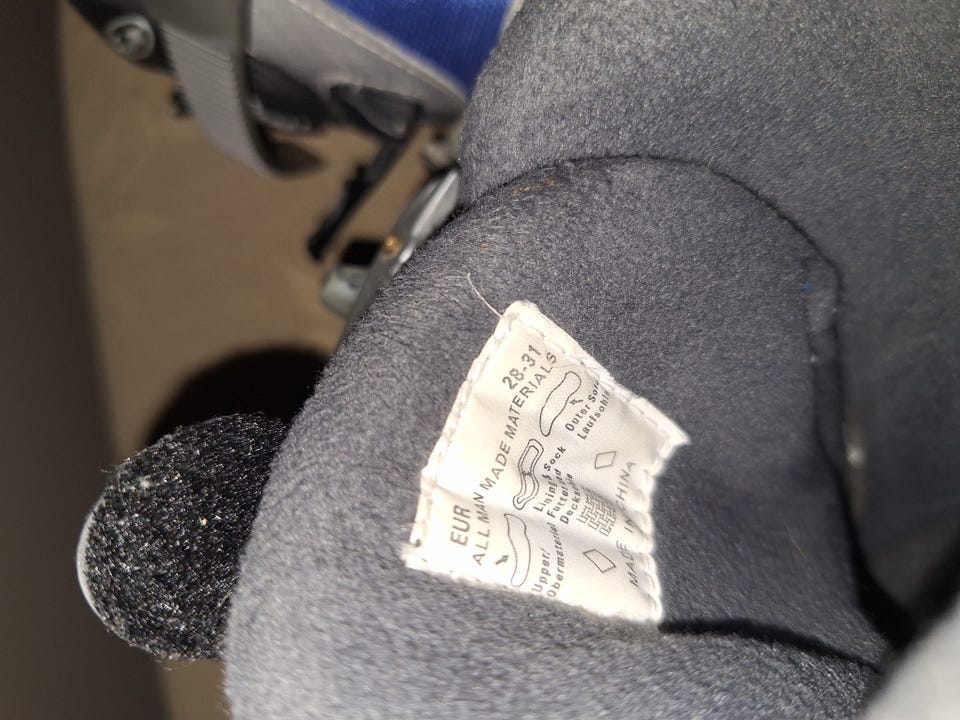 EUR 28-31
ALL MAN MADE MATERIALS
Upper/
Obermaterial
Lining & Sock
Futter und
Decksohle
Outer Sole
Laufsohle
MADE IN CHINA